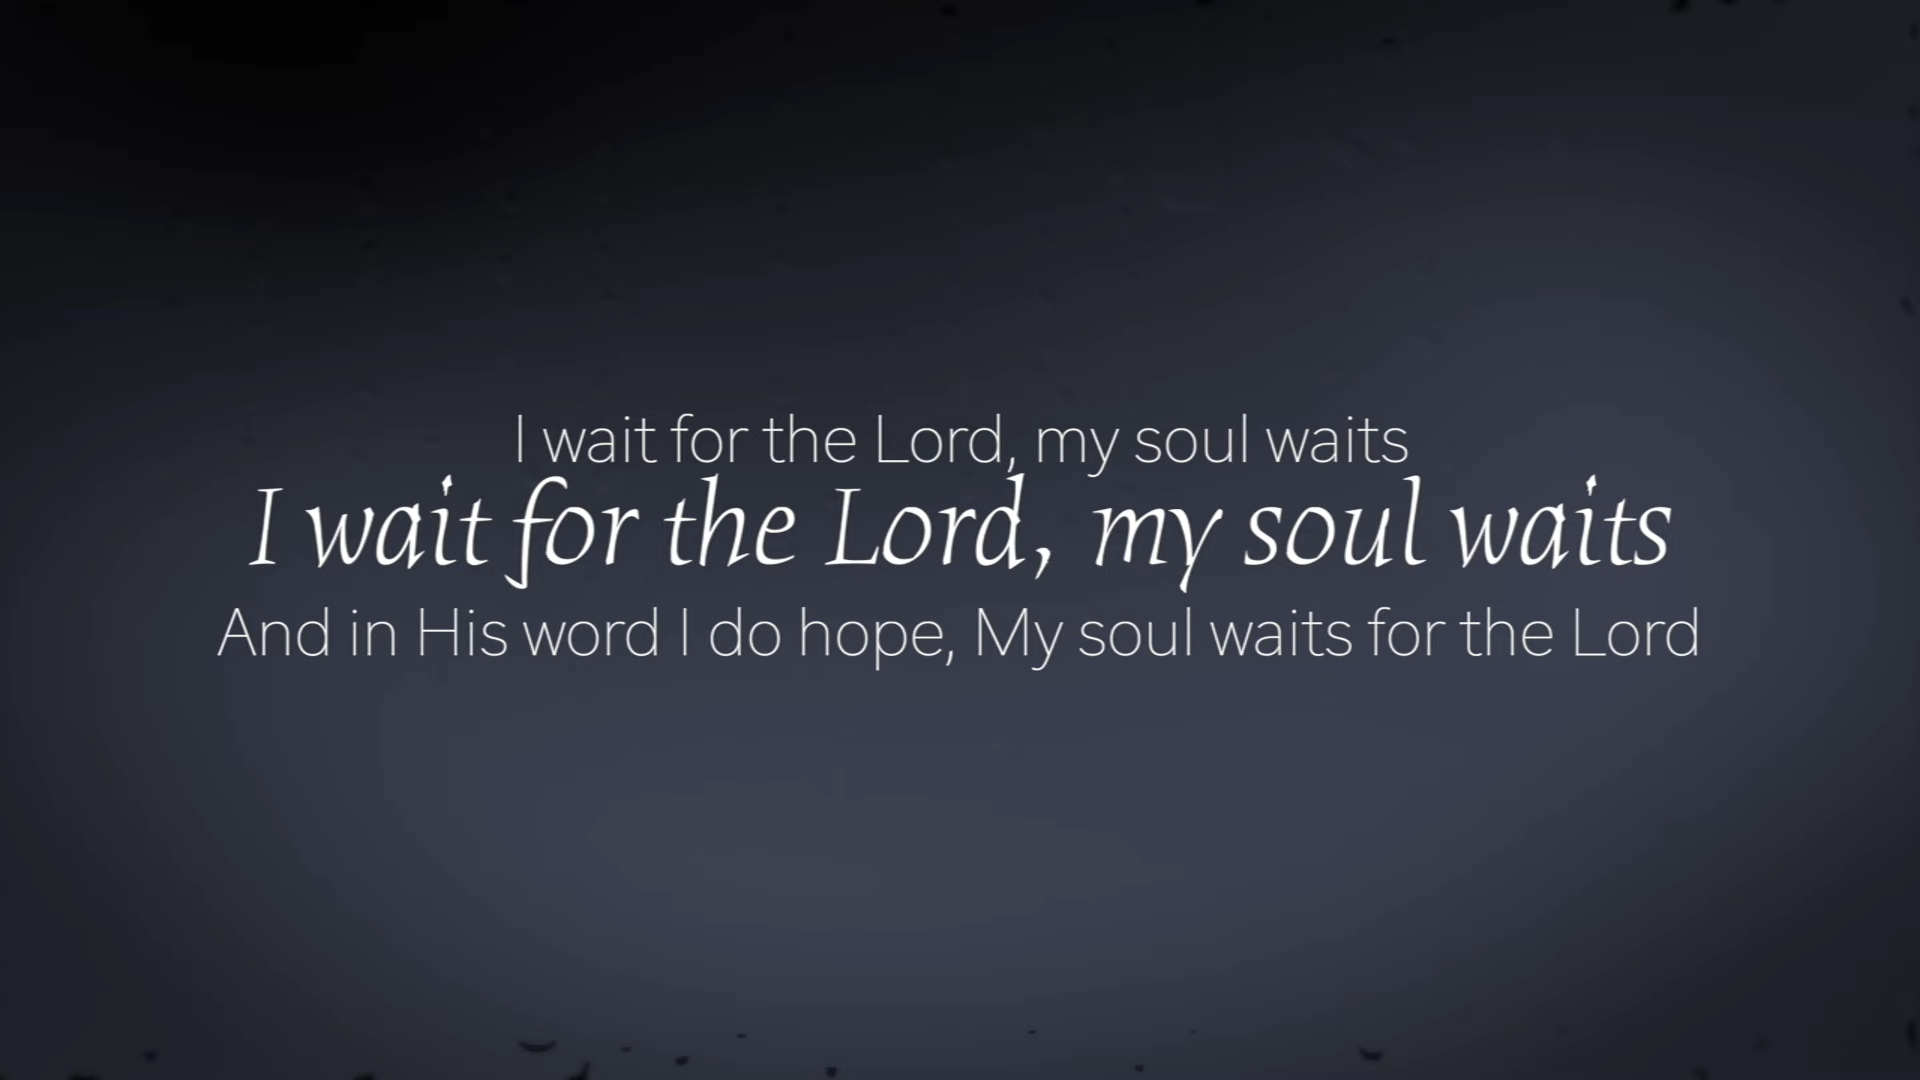 I wait for the Lord, my soul waits
I wait for the Lord, my soul waits
And in His word I do hope, My soul waits for the Lord